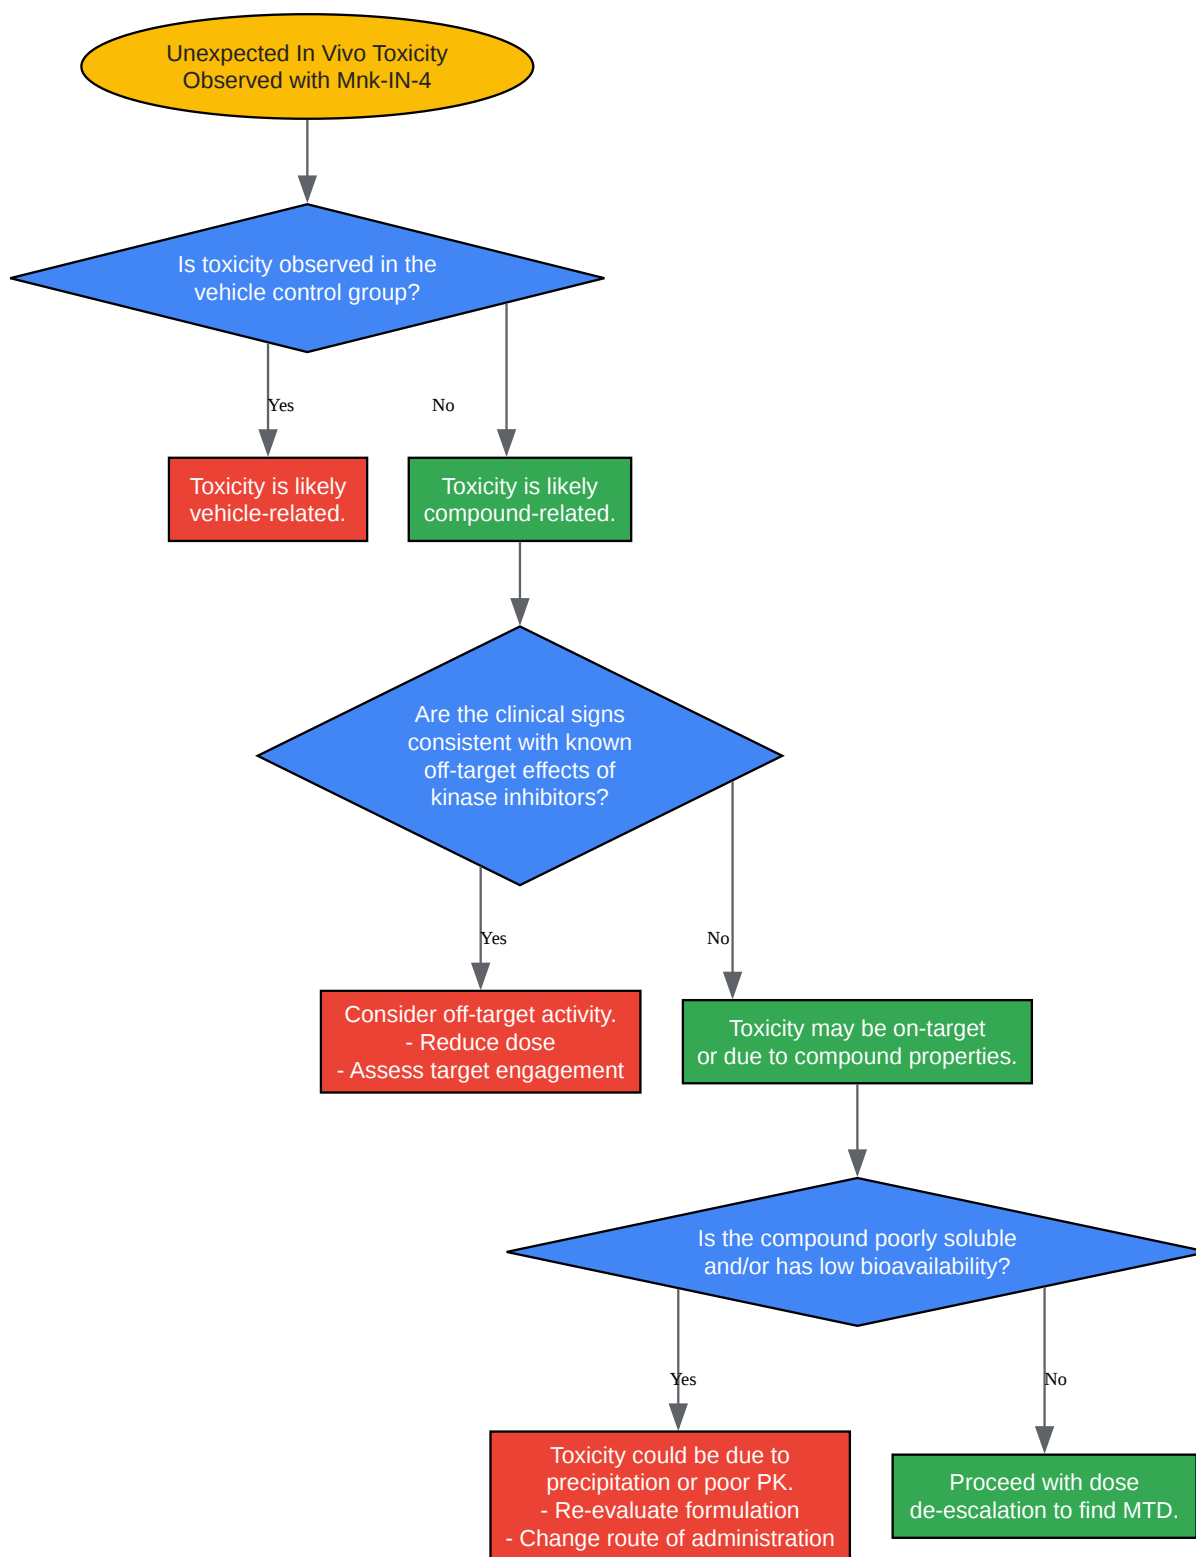 Unexpected In Vivo Toxicity
Observed with Mnk-IN-4
Is toxicity observed in the
vehicle control group?
Yes
No
Toxicity is likely
vehicle-related.
Toxicity is likely
compound-related.
Are the clinical signs
consistent with known
off-target effects of
kinase inhibitors?
Yes
No
Consider off-target activity.
- Reduce dose
- Assess target engagement
Toxicity may be on-target
or due to compound properties.
Is the compound poorly soluble
and/or has low bioavailability?
Yes
No
Toxicity could be due to
precipitation or poor PK.
- Re-evaluate formulation
- Change route of administration
Proceed with dose
de-escalation to find MTD.